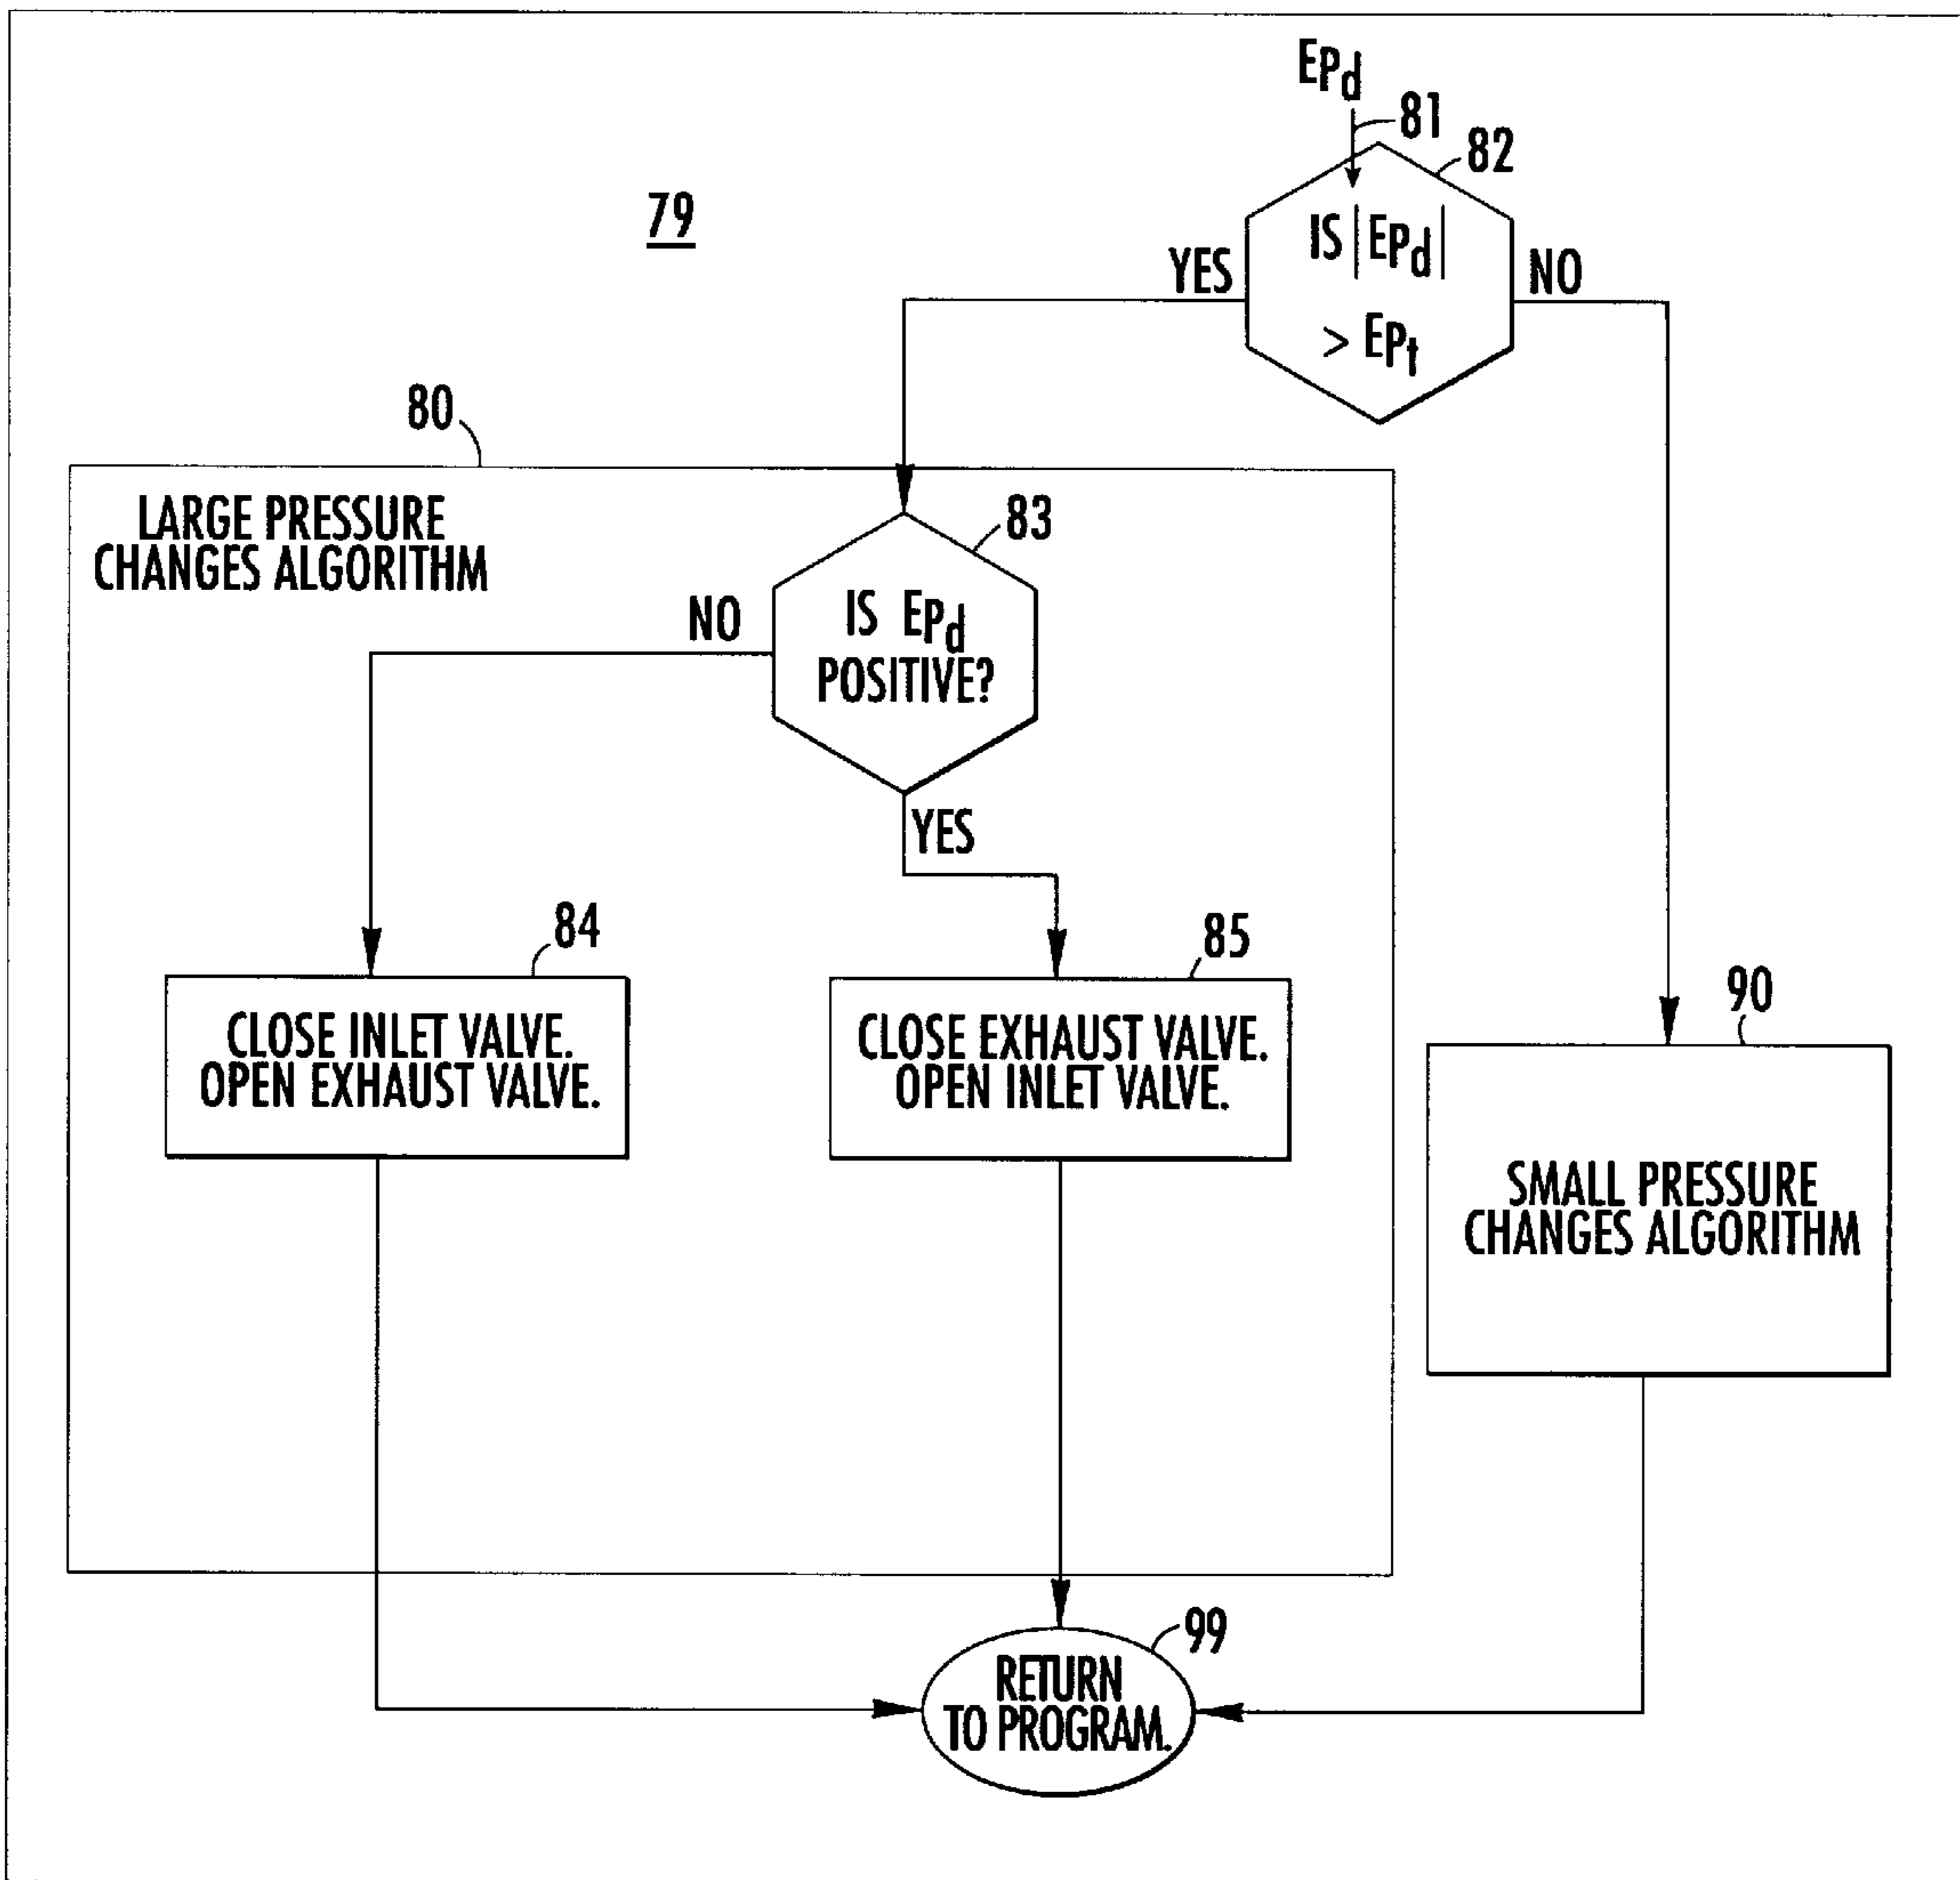 EPd
81
82
79
IS |EPd|
> EPt
YES
NO
80
LARGE PRESSURE
CHANGES ALGORITHM
83
IS EPd
POSITIVE?
NO
YES
84
CLOSE INLET VALVE.
OPEN EXHAUST VALVE.
85
CLOSE EXHAUST VALVE.
OPEN INLET VALVE.
90
SMALL PRESSURE
CHANGES ALGORITHM
99
RETURN
TO PROGRAM.